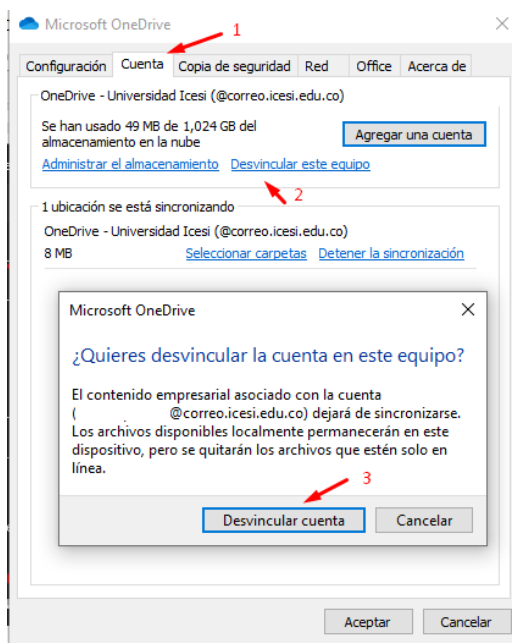 Microsoft OneDrive
1
Configuración Cuenta Copia de seguridad Red Office Acerca de
OneDrive - Universidad Icesi (@correo.icesi.edu.co)
Se han usado 49 MB de 1,024 GB del
almacenamiento en la nube
Agregar una cuenta
Administrar el almacenamiento Desvincular este equipo
2
1 ubicación se está sincronizando
OneDrive - Universidad Icesi (@correo.icesi.edu.co)
8 MB Seleccionar carpetas Detener la sincronización
Microsoft OneDrive
¿Quieres desvincular la cuenta en este equipo?
El contenido empresarial asociado con la cuenta
( . @correo.icesi.edu.co) dejará de sincronizarse.
Los archivos disponibles localmente permanecerán en este
dispositivo, pero se quitarán los archivos que estén solo en
línea.
3
Desvincular cuenta Cancelar
Aceptar Cancelar